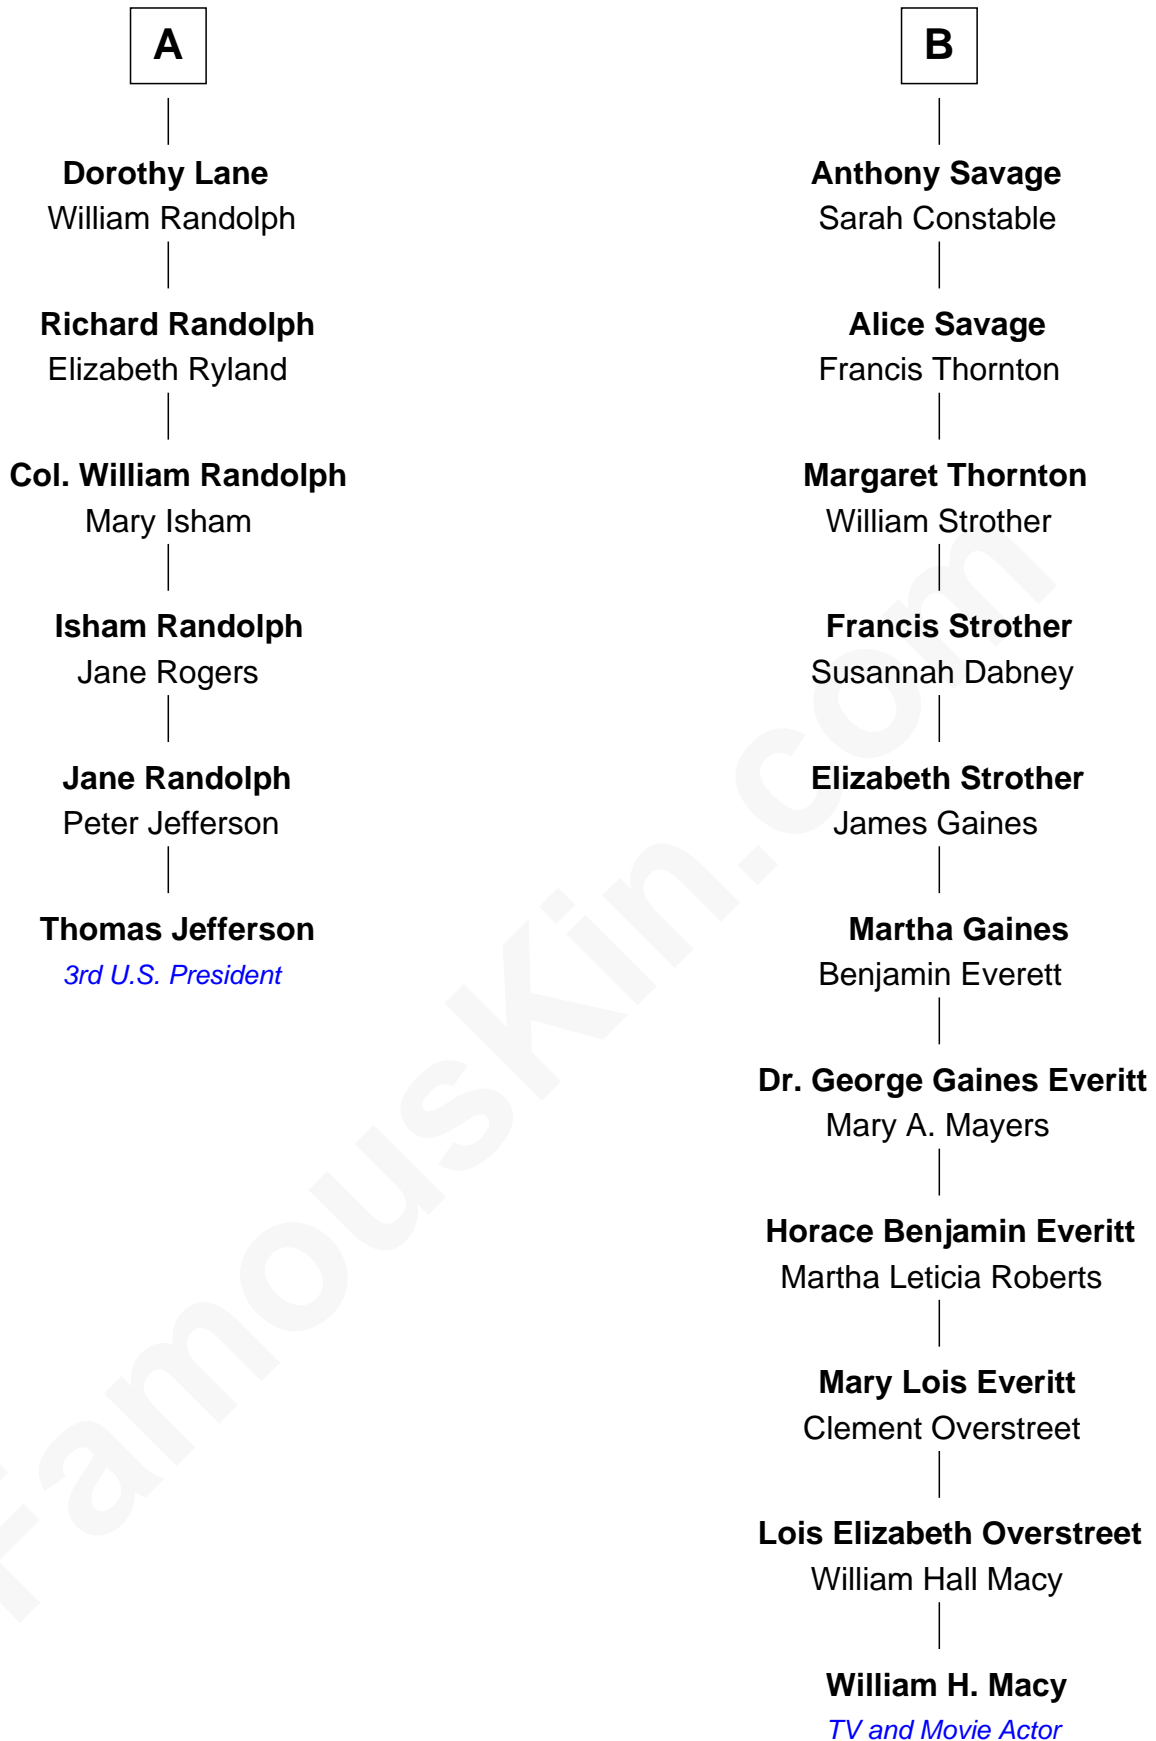 A
Dorothy Lane
William Randolph
Richard Randolph
Elizabeth Ryland
Col. William Randolph
Mary Isham
Isham Randolph
Jane Rogers
Jane Randolph
Peter Jefferson
Thomas Jefferson
3rd U.S. President
B
Anthony Savage
Sarah Constable
Alice Savage
Francis Thornton
Margaret Thornton
William Strother
Francis Strother
Susannah Dabney
Elizabeth Strother
James Gaines
Martha Gaines
Benjamin Everett
Dr. George Gaines Everitt
Mary A. Mayers
Horace Benjamin Everitt
Martha Leticia Roberts
Mary Lois Everitt
Clement Overstreet
Lois Elizabeth Overstreet
William Hall Macy
William H. Macy
TV and Movie Actor
FamousKin.com